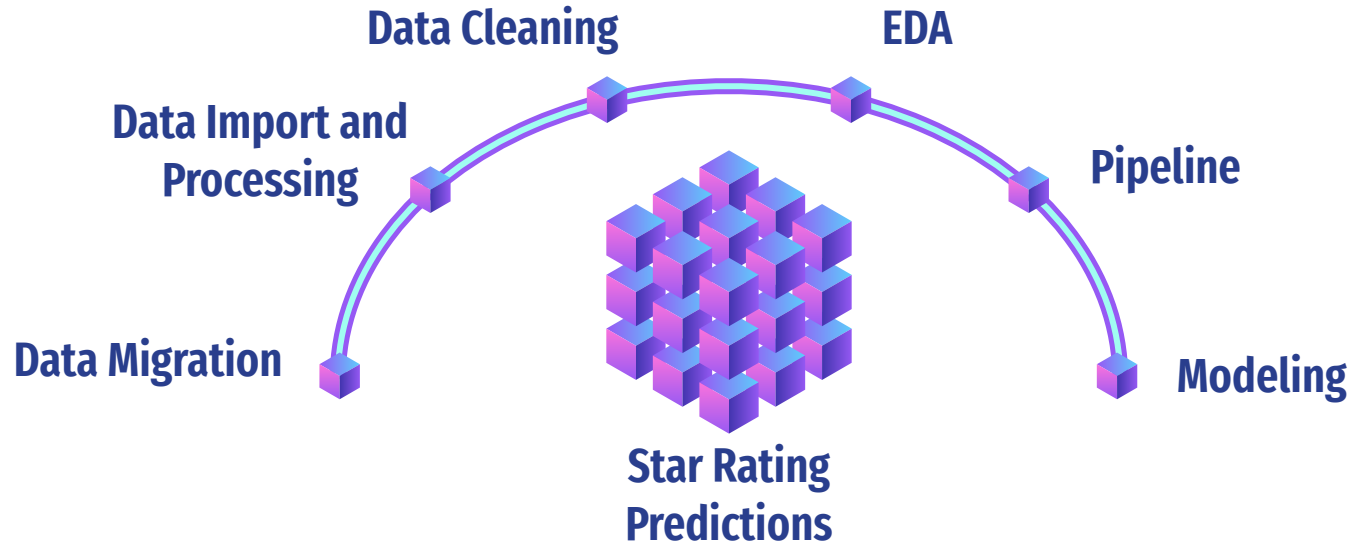 Data Cleaning
EDA
Data Import and
Processing
Pipeline
Data Migration
Modeling
Star Rating
Predictions